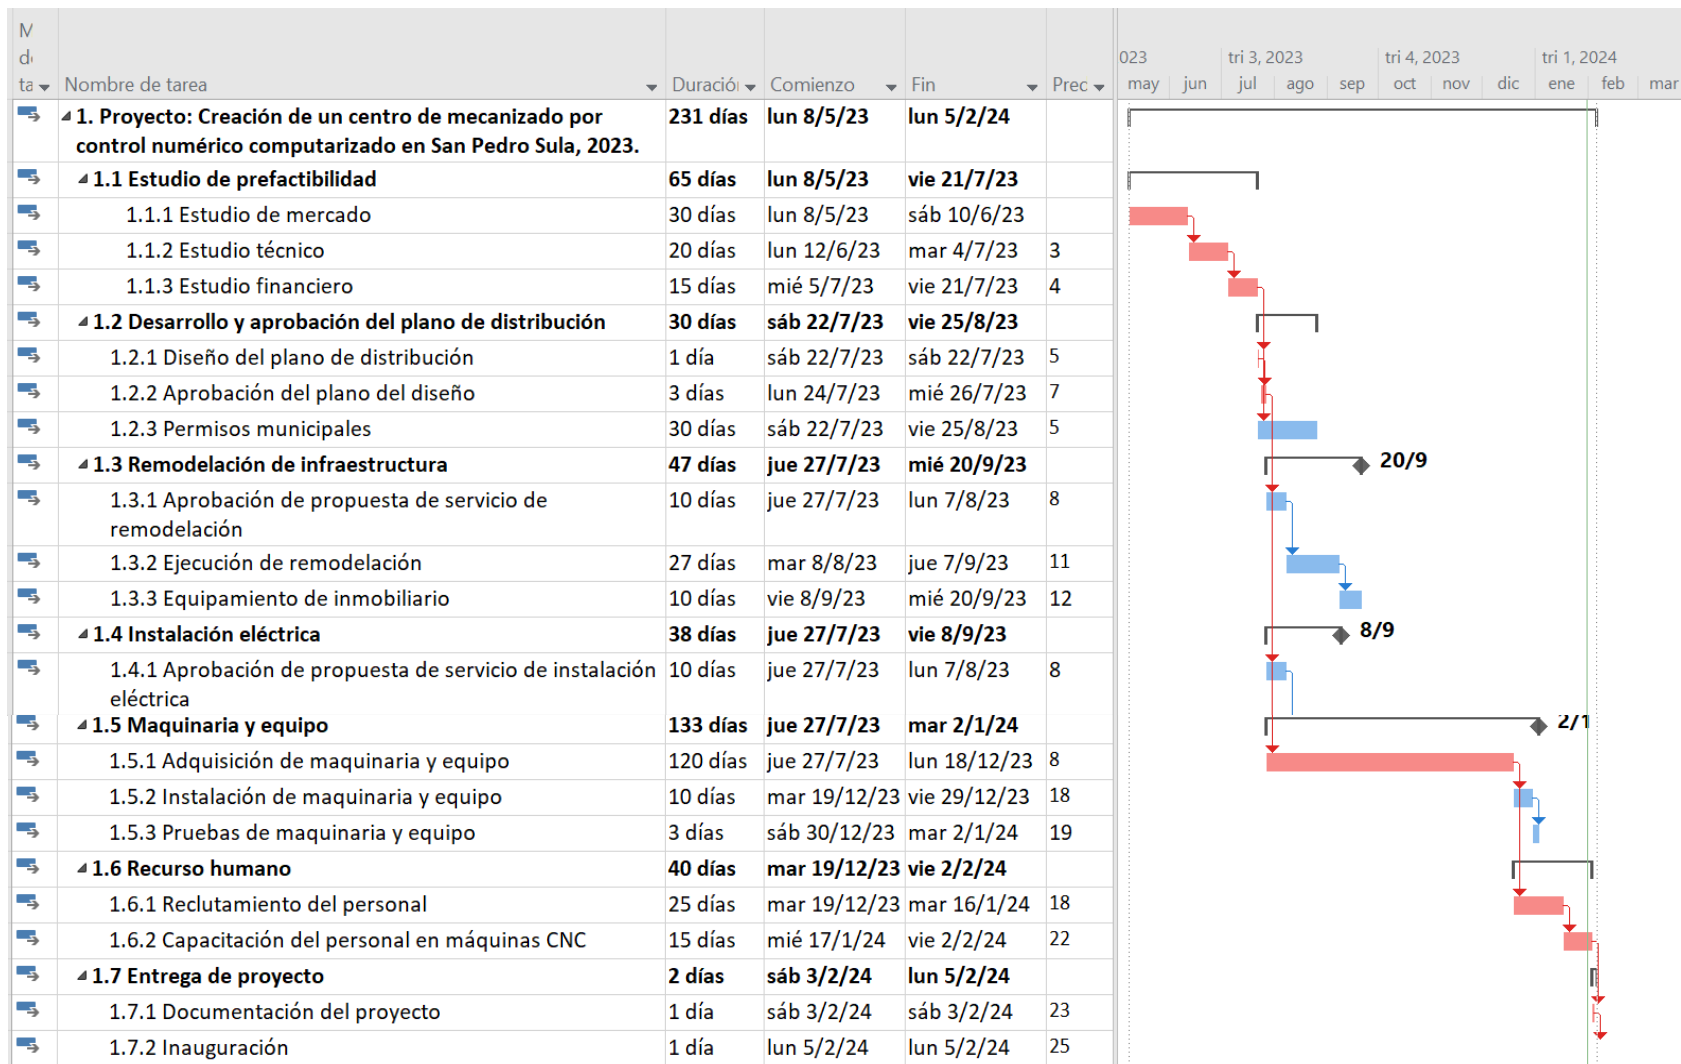 M
d
ta Nombre de tarea Duración Comienzo Fin Prec
023 tri 3, 2023 tri 4, 2023 tri 1, 2024
may jun jul ago sep oct nov dic ene feb mar
1. Proyecto: Creación de un centro de mecanizado por 231 días lun 8/5/23 lun 5/2/24
control numérico computarizado en San Pedro Sula, 2023.
1.1 Estudio de prefactibilidad 65 días lun 8/5/23 vie 21/7/23
1.1.1 Estudio de mercado 30 días lun 8/5/23 sáb 10/6/23
1.1.2 Estudio técnico 20 días lun 12/6/23 mar 4/7/23 3
1.1.3 Estudio financiero 15 días mié 5/7/23 vie 21/7/23 4
1.2 Desarrollo y aprobación del plano de distribución 30 días sáb 22/7/23 vie 25/8/23
1.2.1 Diseño del plano de distribución 1 día sáb 22/7/23 sáb 22/7/23 5
1.2.2 Aprobación del plano del diseño 3 días lun 24/7/23 mié 26/7/23 7
1.2.3 Permisos municipales 30 días sáb 22/7/23 vie 25/8/23 5
1.3 Remodelación de infraestructura 47 días jue 27/7/23 mié 20/9/23 20/9
1.3.1 Aprobación de propuesta de servicio de 10 días jue 27/7/23 lun 7/8/23 8
remodelación
1.3.2 Ejecución de remodelación 27 días mar 8/8/23 jue 7/9/23 11
1.3.3 Equipamiento de inmobiliario 10 días vie 8/9/23 mié 20/9/23 12
1.4 Instalación eléctrica 38 días jue 27/7/23 vie 8/9/23 8/9
1.4.1 Aprobación de propuesta de servicio de instalación 10 días jue 27/7/23 lun 7/8/23 8
eléctrica
1.5 Maquinaria y equipo 133 días jue 27/7/23 mar 2/1/24 2/1
1.5.1 Adquisición de maquinaria y equipo 120 días jue 27/7/23 lun 18/12/23 8
1.5.2 Instalación de maquinaria y equipo 10 días mar 19/12/23 vie 29/12/23 18
1.5.3 Pruebas de maquinaria y equipo 3 días sáb 30/12/23 mar 2/1/24 19
1.6 Recurso humano 40 días mar 19/12/23 vie 2/2/24
1.6.1 Reclutamiento del personal 25 días mar 19/12/23 mar 16/1/24 18
1.6.2 Capacitación del personal en máquinas CNC 15 días mié 17/1/24 vie 2/2/24 22
1.7 Entrega de proyecto 2 días sáb 3/2/24 lun 5/2/24
1.7.1 Documentación del proyecto 1 día sáb 3/2/24 sáb 3/2/24 23
1.7.2 Inauguración 1 día lun 5/2/24 lun 5/2/24 25